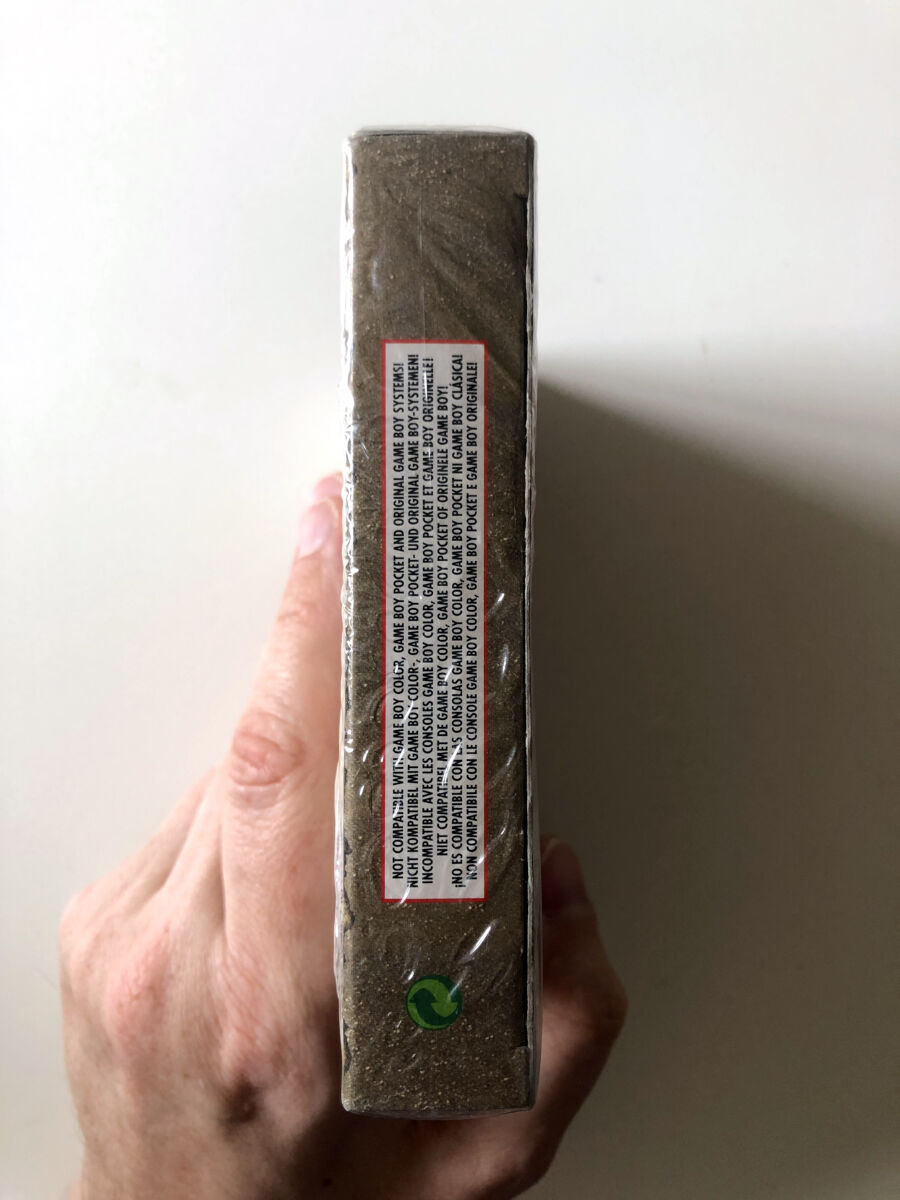 NOT COMPATIBLE WITH GAME BOY COLOR, GAME BOY POCKET AND ORIGINAL GAME BOY SYSTEMS!
NICHT KOMPATIBEL MIT GAME BOY COLOR-, GAME BOY POCKET- UND ORIGINAL GAME BOY-SYSTEMEN!
INCOMPATIBLE AVEC LES CONSOLES GAME BOY COLOR, GAME BOY POCKET ET GAME BOY ORIGINELLE!
NIET COMPATIBEL MET DE GAME BOY COLOR, GAME BOY POCKET OF ORIGINELE GAME BOY!
¡NO ES COMPATIBLE CON LAS CONSOLAS GAME BOY COLOR, GAME BOY POCKET NI GAME BOY CLÁSICA!
NON COMPATIBILE CON LE CONSOLE GAME BOY COLOR, GAME BOY POCKET E GAME BOY ORIGINALE!